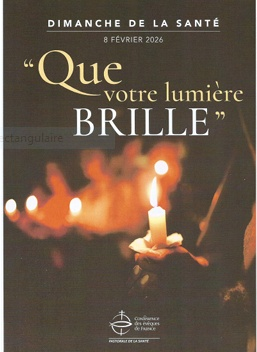 DIMANCHE DE LA SANTÉ
8 FÉVRIER 2026
“Que
votre lumière
BRILLE”
ectangulaire
Conférence
des évêques
de France
PASTORALE DE LA SANTÉ